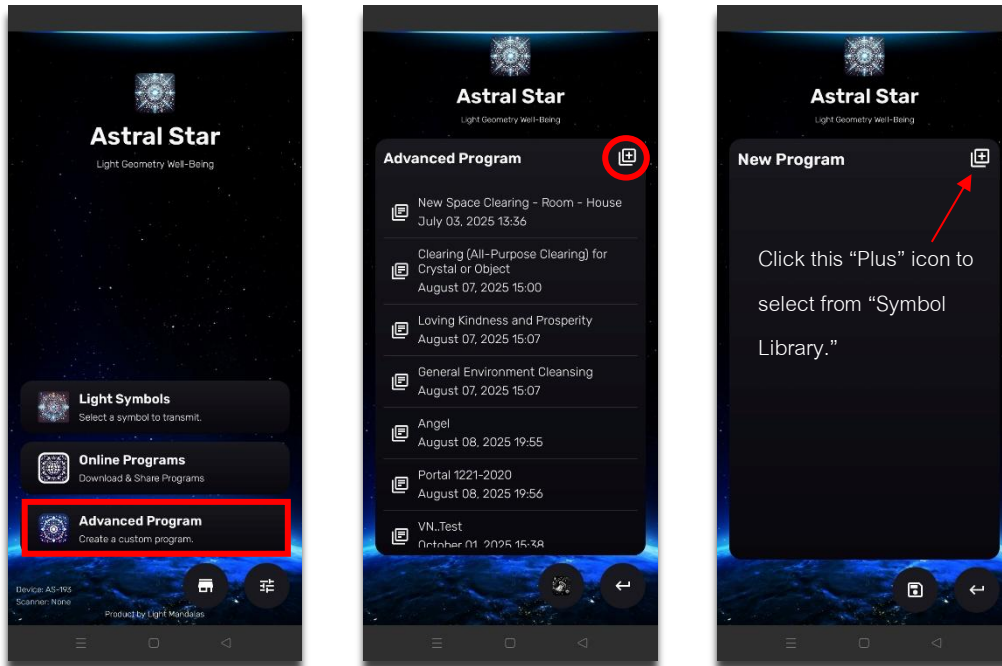 Astral Star
Light Geometry Well-Being
Light Symbols
Select a symbol to transmit.
Online Programs
Download & Share Programs
Advanced Program
Create a custom program.
Device: AS-193
Scanner: None
Product by Light Mandalas
Astral Star
Light Geometry Well-Being
Advanced Program
New Space Clearing - Room - House
July 03, 2025 13:36
Clearing (All-Purpose Clearing) for
Crystal or Object
August 07, 2025 15:00
Loving Kindness and Prosperity
August 07, 2025 15:07
General Environment Cleansing
August 07, 2025 15:07
Angel
August 08, 2025 19:55
Portal 1221-2020
August 08, 2025 19:56
VN..Test
October 01, 2025 15:38
Astral Star
Light Geometry Well-Being
New Program
Click this “Plus” icon to
select from “Symbol
Library.”